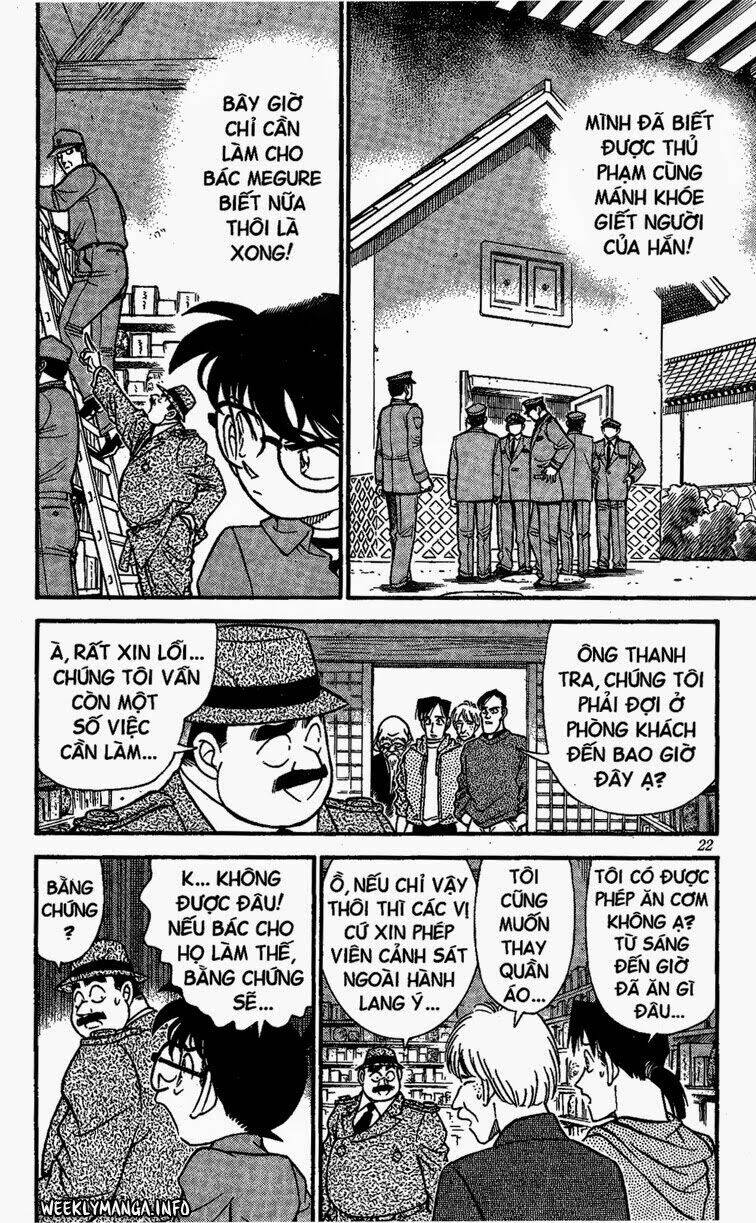 MÌNH ĐÃ BIẾT
ĐƯỢC THỦ
PHẠM CÙNG
MÁNH KHÓE
GIẾT NGƯỜI
CỦA HẮN!
BÂY GIỜ
CHỈ CẦN
LÀM CHO
BÁC MEGURE
BIẾT NỮA
THÔI LÀ
XONG!
ÔNG THANH
TRA, CHÚNG TÔI
PHẢI ĐỢI Ở
PHÒNG KHÁCH
ĐẾN BAO GIỜ
ĐÂY Ạ?
À, RẤT XIN LỖI...
CHÚNG TÔI VẪN
CÒN MỘT
SỐ VIỆC
CẦN LÀM...
22
TÔI CÓ ĐƯỢC
PHÉP ĂN CƠM
KHÔNG Ạ?
TỪ SÁNG
ĐẾN GIỜ
ĐÃ ĂN GÌ
ĐÂU...
TÔI
CŨNG
MUỐN
THAY
QUẦN
ÁO...
Ồ, NẾU CHỈ VẬY
THÔI THÌ CÁC VỊ
CỨ XIN PHÉP
VIÊN CẢNH SÁT
NGOÀI HÀNH
LANG Ý...
K... KHÔNG
ĐƯỢC ĐÂU!
NẾU BÁC CHO
HỌ LÀM THẾ,
BẰNG CHỨNG
SẼ...
BẰNG
CHỨNG
?
WEEKLYMANGA.INFO